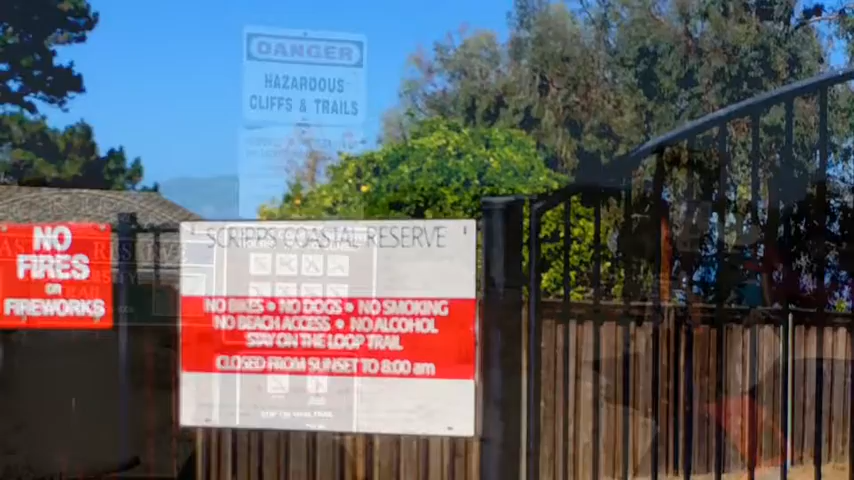 DANGER
HAZARDOUS
CLIFFS & TRAILS
NO
FIRES
OR
FIREWORKS
SCRIPPS COASTAL RESERVE
NO BIKES • NO DOGS • NO SMOKING
NO BEACH ACCESS • NO ALCOHOL
STAY ON THE LOOP TRAIL
CLOSED FROM SUNSET TO 8:00 am